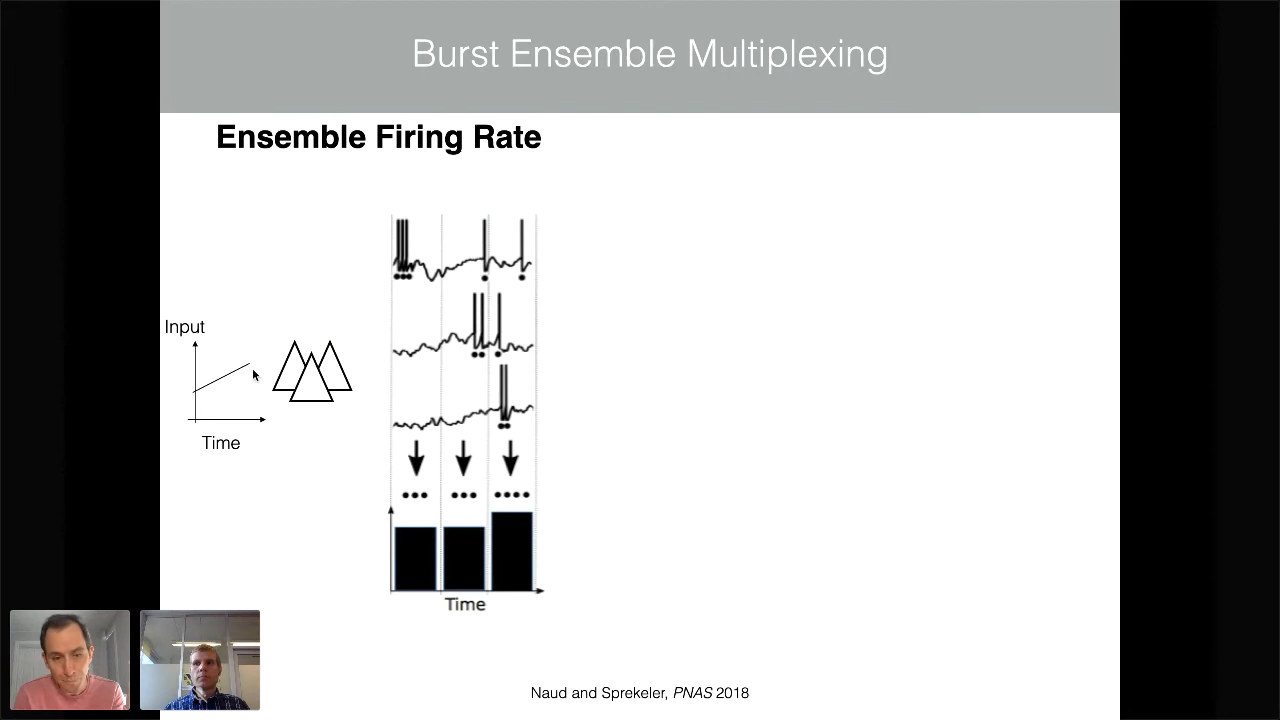 Burst Ensemble Multiplexing
Ensemble Firing Rate
Input
Time
Time
Naud and Sprekeler, PNAS 2018